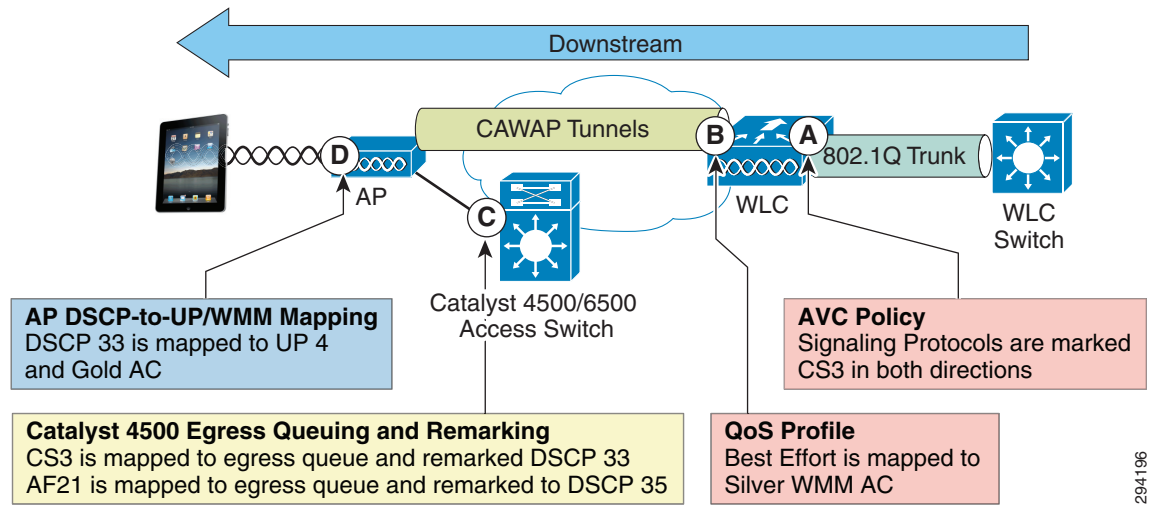 Downstream
CAWAP Tunnels
B
A
802.1Q Trunk
D
AP
WLC
C
WLC
Switch
Catalyst 4500/6500
Access Switch
AP DSCP-to-UP/WMM Mapping
DSCP 33 is mapped to UP 4
and Gold AC
AVC Policy
Signaling Protocols are marked
CS3 in both directions
Catalyst 4500 Egress Queuing and Remarking
CS3 is mapped to egress queue and remarked DSCP 33
AF21 is mapped to egress queue and remarked to DSCP 35
QoS Profile
Best Effort is mapped to
Silver WMM AC
294196